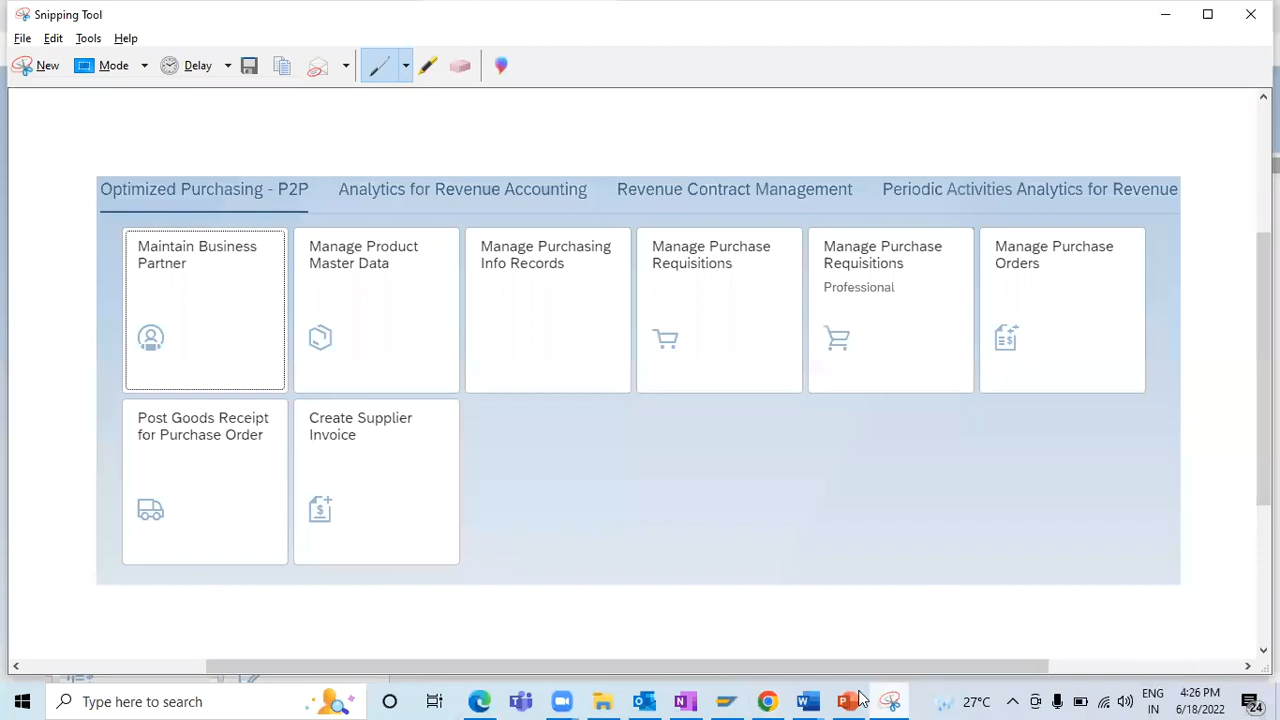 Snipping Tool
File Edit Tools Help
New Mode Delay
Optimized Purchasing - P2P Analytics for Revenue Accounting Revenue Contract Management Periodic Activities Analytics for Revenue
Maintain Business
Partner
Manage Product
Master Data
Manage Purchasing
Info Records
Manage Purchase
Requisitions
Manage Purchase
Requisitions
Professional
Manage Purchase
Orders
Post Goods Receipt
for Purchase Order
Create Supplier
Invoice
Type here to search
27°C
ENG
IN
4:26 PM
6/18/2022
24